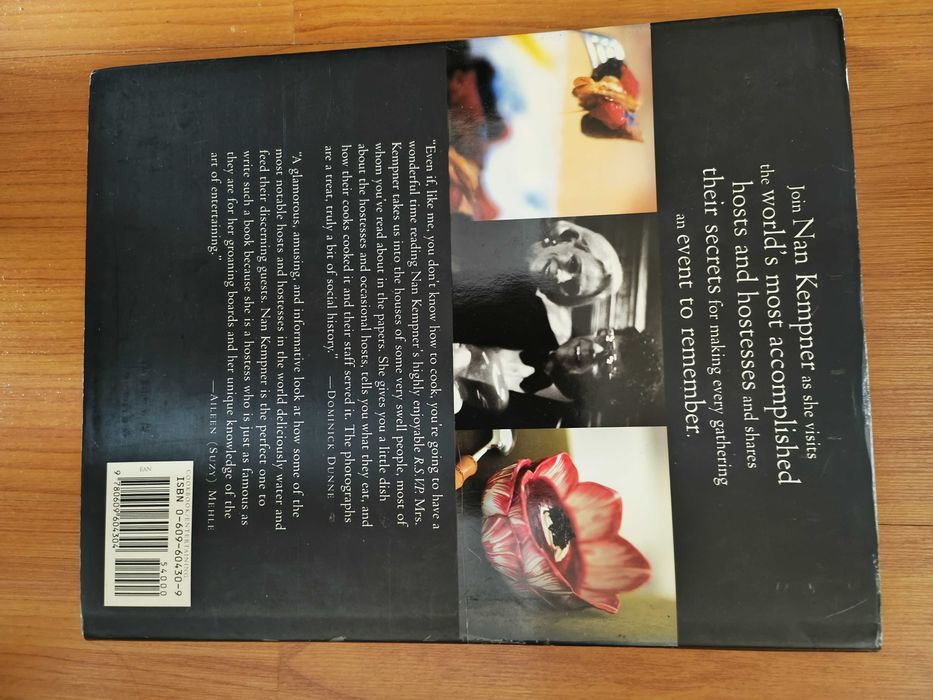 Join Nan Kempner as she visits
the world's most accomplished
hosts and hostesses and shares
their secrets for making every gathering
an event to remember.
"Even if, like me, you don't know how to cook, you're going to have a
wonderful time reading Nan Kempner's highly enjoyable R.S.V.P. Mrs.
Kempner takes us into the houses of some very swell people, most of
whom you've read about in the papers. She gives you a little dish
about the hostesses and occasional hosts, tells you what they eat, and
how their cooks cooked it and their staff served it. The photographs
are a treat, truly a bit of social history."
—Dominick Dunne
"A glamorous, amusing, and informative look at how some of the
most notable hosts and hostesses in the world deliciously water and
feed their discerning guests. Nan Kempner is the perfect one to
write such a book because she is a hostess who is just as famous as
they are for her groaning boards and her unique knowledge of the
art of entertaining."
—Aileen (Suzy) Mehle
COOKBOOK/ENTERTAINING
ISBN 0-609-60430-9
54000
9 780609 604304
EAN